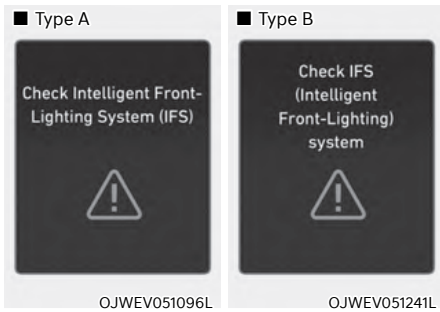 ■ Type A
Check Intelligent Front-
Lighting System (IFS)
OJWEV051096L
■ Type B
Check IFS
(Intelligent
Front-Lighting)
system
OJWEV051241L